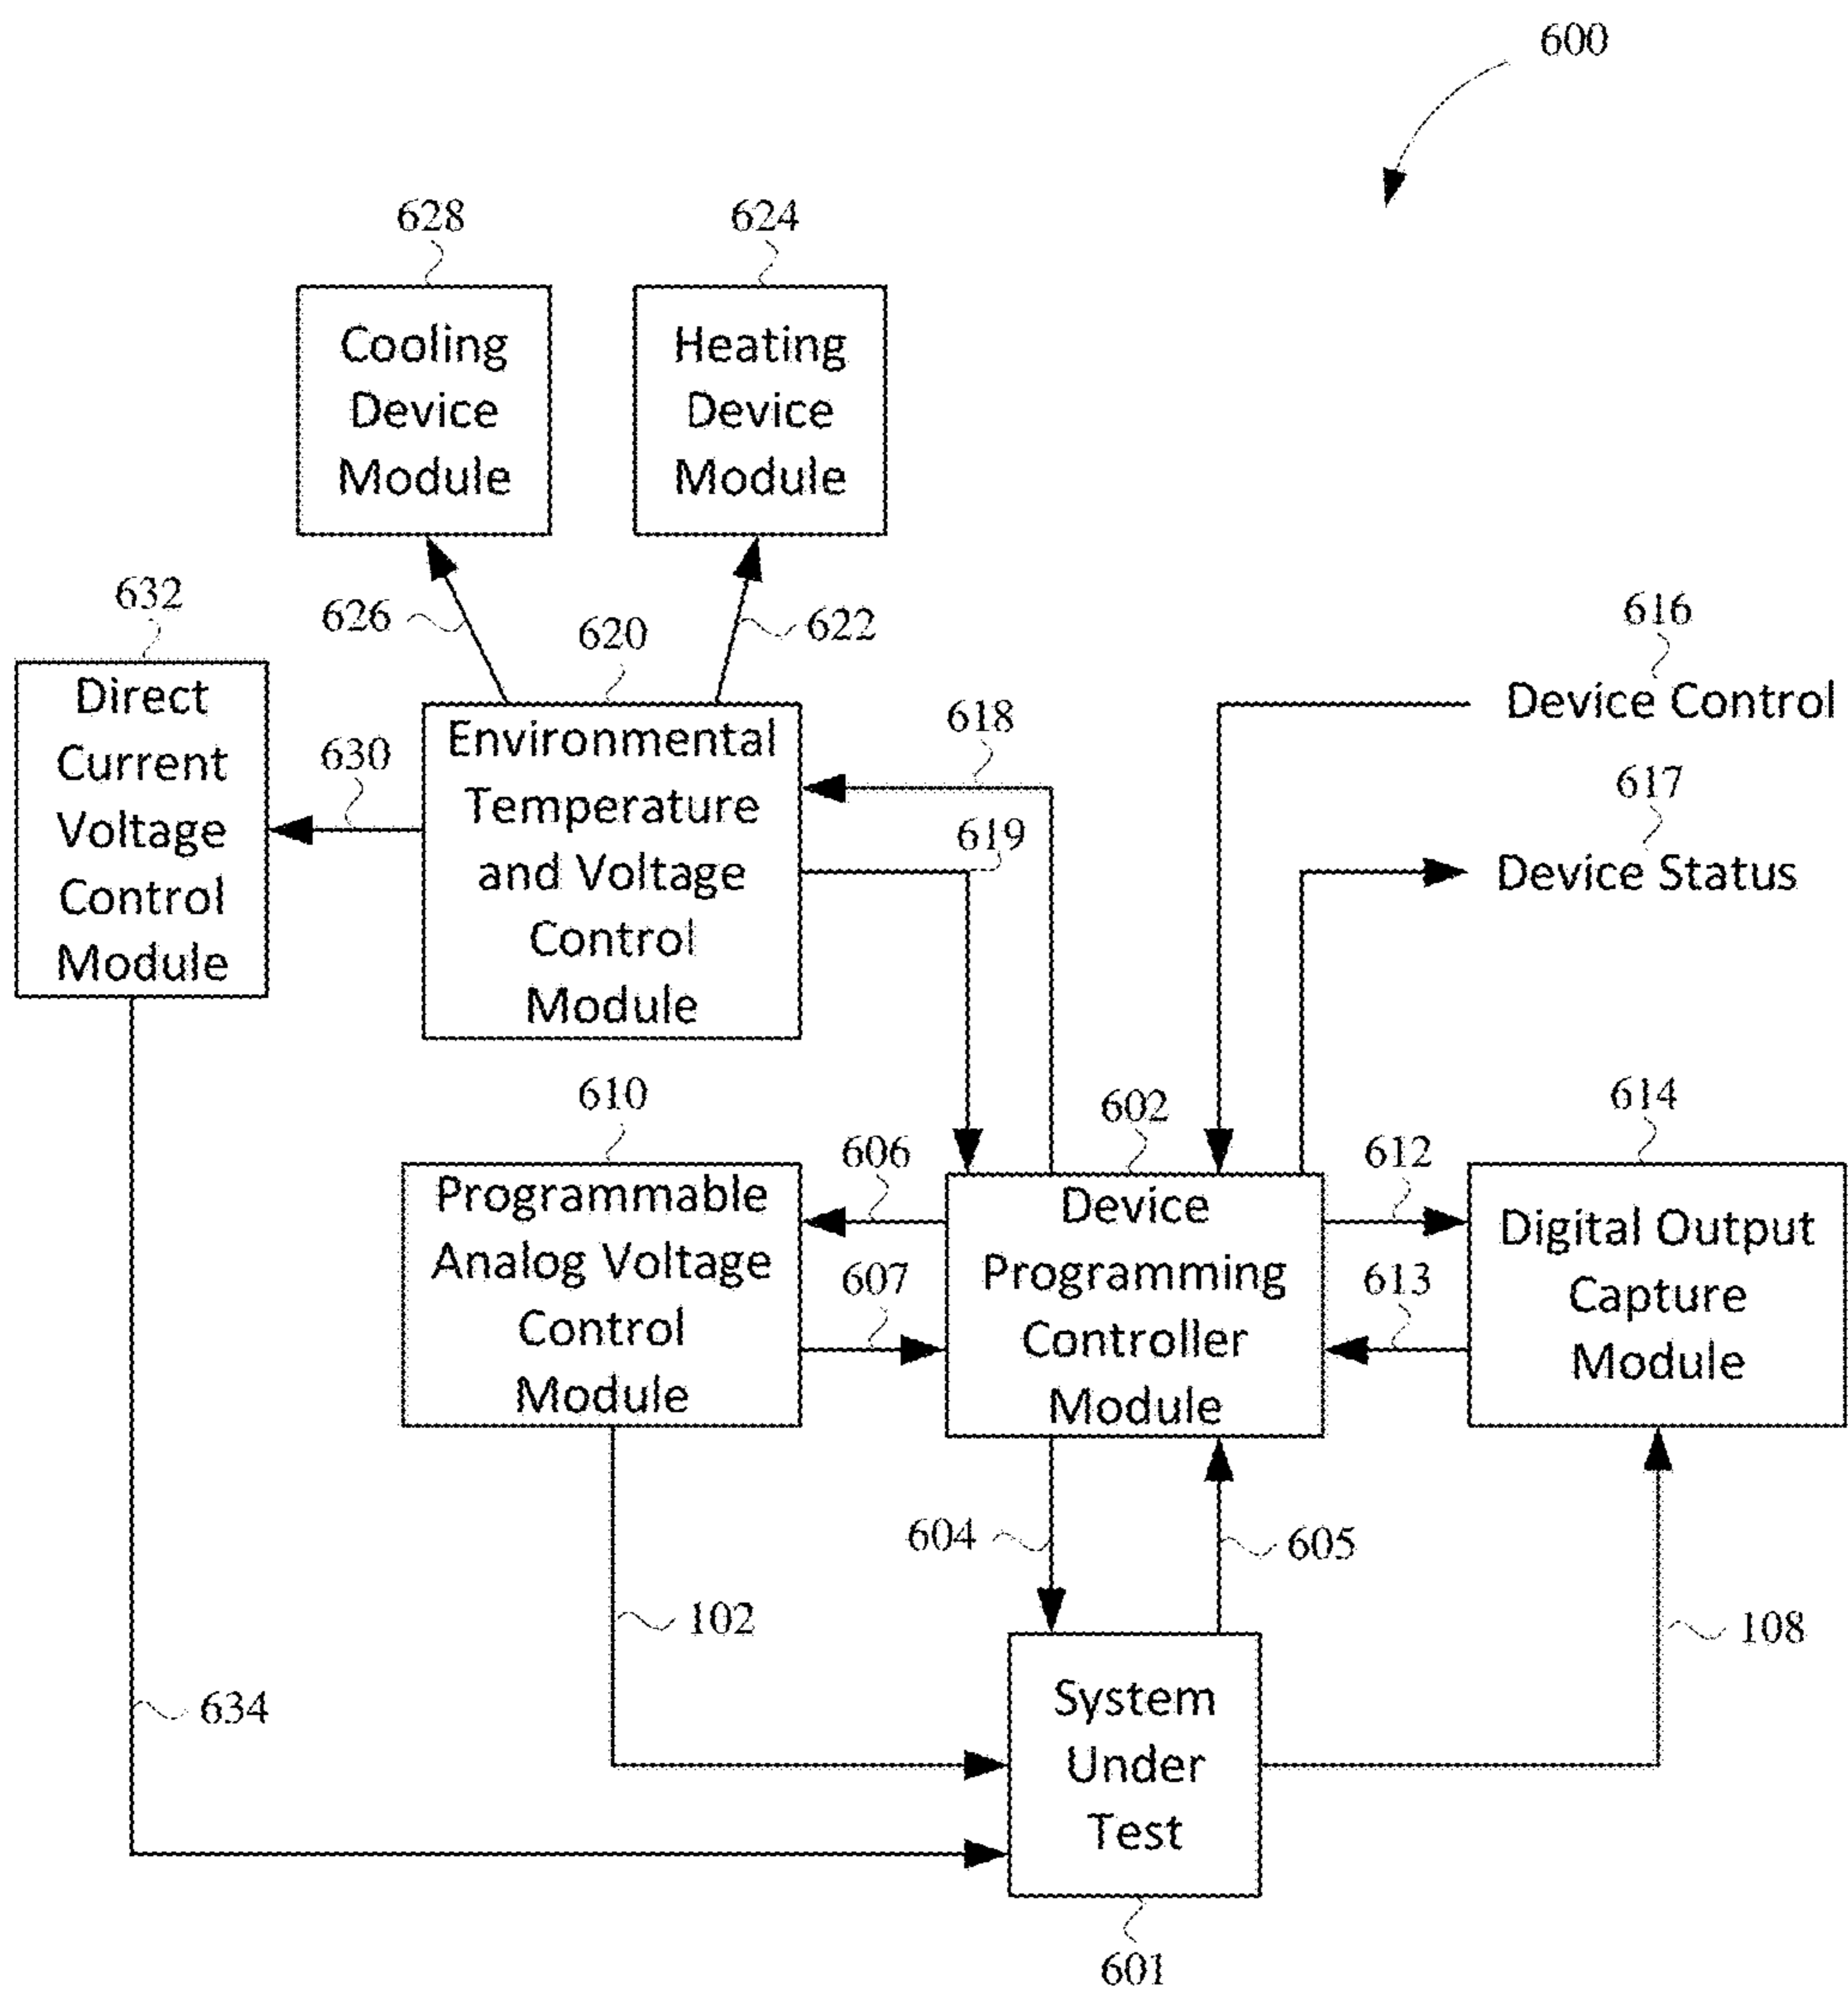 600
628
624
Cooling
Device
Module
Heating
Device
Module
632
626
620
622
616
Direct
Current
Voltage
Control
Module
630
Environmental
Temperature
and Voltage
Control
Module
618
619
Device Control
617
Device Status
610
606
602
612
614
Programmable
Analog Voltage
Control
Module
607
Device
Programming
Controller
Module
613
Digital Output
Capture
Module
604
605
102
108
634
System
Under
Test
601